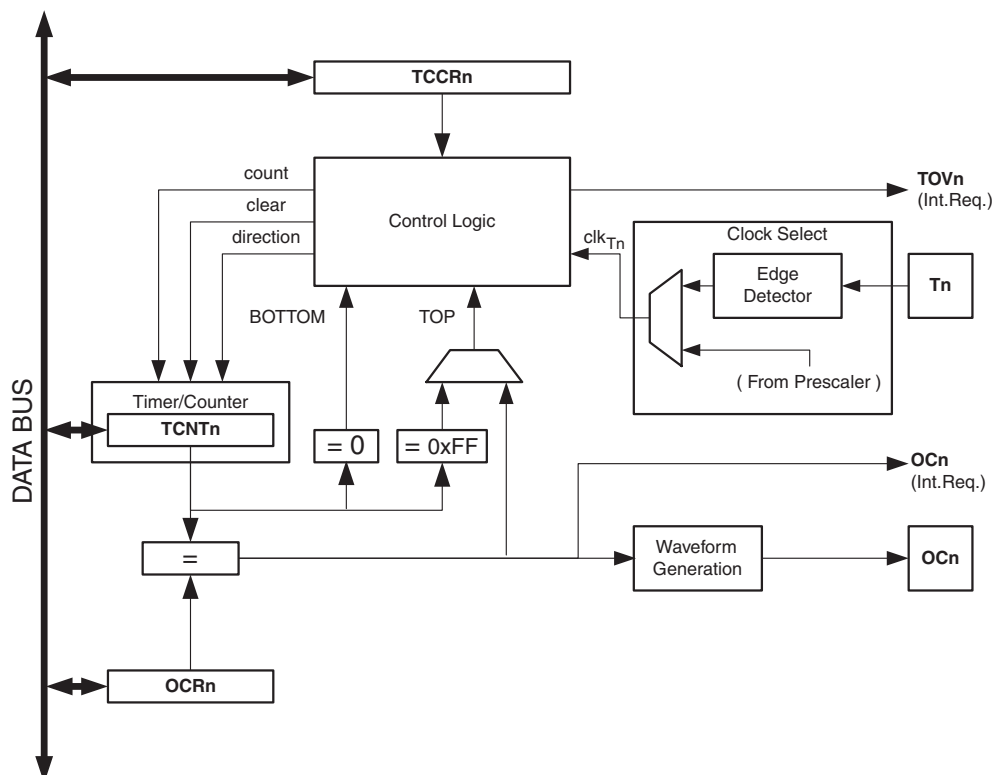 TCCRn
count
clear
direction
Control Logic
TOVn
(Int.Req.)
clkTn
Clock Select
Edge
Detector
Tn
( From Prescaler )
BOTTOM
TOP
DATA BUS
Timer/Counter
TCNTn
= 0
= 0xFF
OCn
(Int.Req.)
=
Waveform
Generation
OCn
OCRn